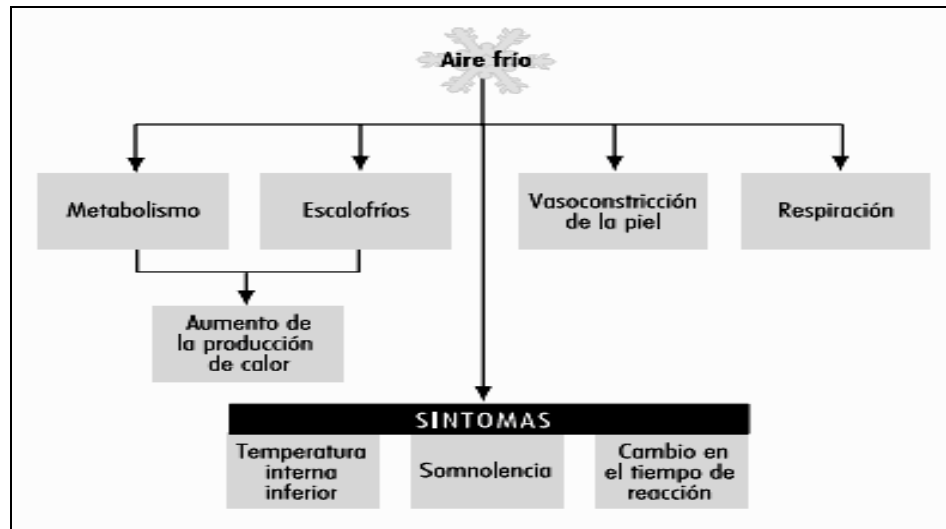 Aire frío
Metabolismo
Escalofríos
Vasoconstricción
de la piel
Respiración
Aumento de
la producción
de calor
SINTOMAS
Temperatura
interna
inferior
Somnolencia
Cambio en
el tiempo de
reacción